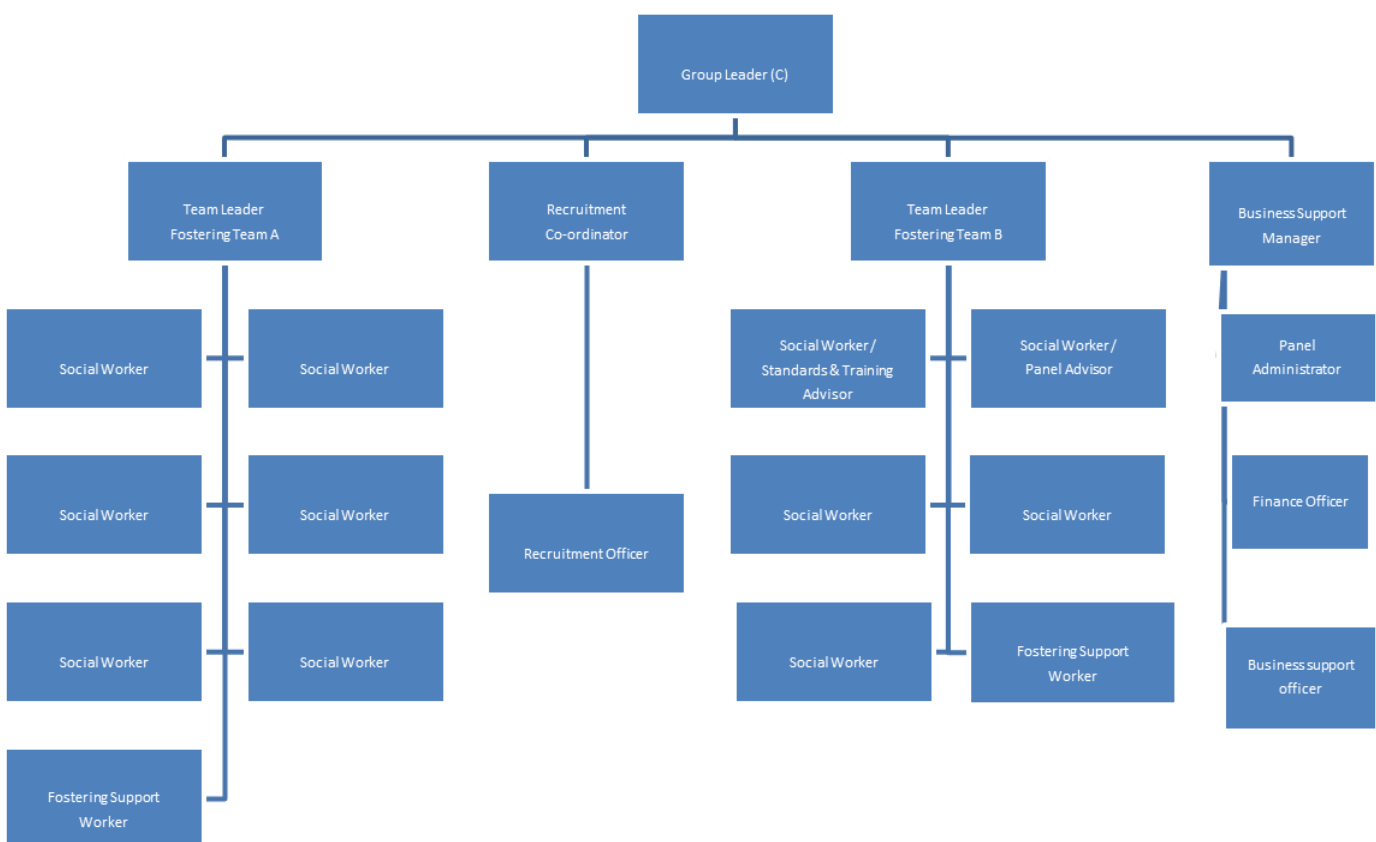 Group Leader (C)
Team Leader
Fostering Team A
Recruitment
Co-ordinator
Team Leader
Fostering Team B
Business Support
Manager
Social Worker
Social Worker
Social Worker /
Standards & Training
Advisor
Social Worker /
Panel Advisor
Panel
Administrator
Social Worker
Social Worker
Recruitment Officer
Social Worker
Social Worker
Finance Officer
Social Worker
Social Worker
Social Worker
Fostering Support
Worker
Business support
officer
Fostering Support
Worker